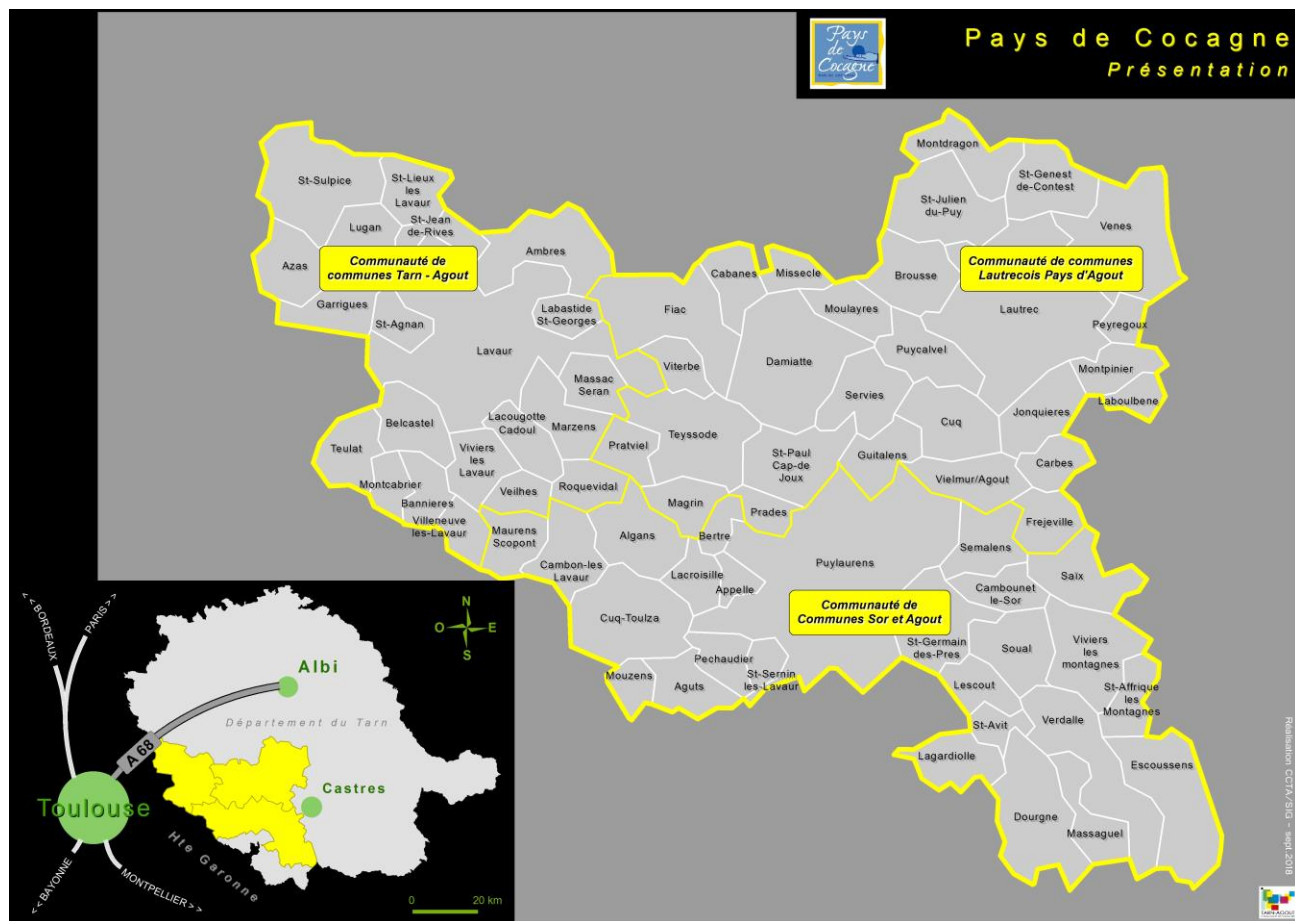 Pays
de
Cocagne
Pays de Cocagne
Présentation
Montdragon
St-Genest
de-Contest
St-Julien
du-Puy
Venes
St-Sulpice
St-Lieux
les
Lavaur
St-Jean
de-Rives
Lugan
Azas
Communauté de
communes Tarn - Agout
Ambres
Garrigues
St-Agnan
Labastide
St-Georges
Cabanes
Missecle
Brousse
Communauté de communes
Lautrecois Pays d'Agout
Fiac
Moulayres
Lautrec
Peyregoux
Lavaur
Puycalvel
Viterbe
Damiatte
Montpinier
Massac
Seran
Servies
Laboulbene
Jonquieres
Belcastel
Lacougotte
Cadoul
Marzens
Cuq
Teyssode
Teulat
Viviers
les
Lavaur
Pratviel
St-Paul
Cap-de
Joux
Guitalens
Carbes
Montcabrier
Veilhes
Roquevidal
Vielmur/Agout
Bannieres
Magrin
Prades
Villeneuve
les-Lavaur
Maurens
Scopont
Algans
Bertre
Frejeville
Semalens
Cambon-les
Lavaur
Puylaurens
Lacroisille
Appelle
Saïx
Cambounet
le-Sor
Cuq-Toulza
Communauté de
Communes Sor et Agout
St-Germain
des-Pres
Soual
Viviers
les
montagnes
Pechaudier
Mouzens
Aguts
St-Sernin
les-Lavaur
Lescout
St-Affrique
les
Montagnes
St-Avit
Verdalle
Lagardiolle
Escoussens
Dourgne
Massaguel
<< BORDEAUX
PARIS >>
N
O
E
S
Albi
Département du Tarn
A 68
Toulouse
Castres
Hte Garonne
<< BAYONNE
MONTPELLIER >>
0
20 km
Réalisation CCTA/SIG - sept.2018
TARN-AGOUT